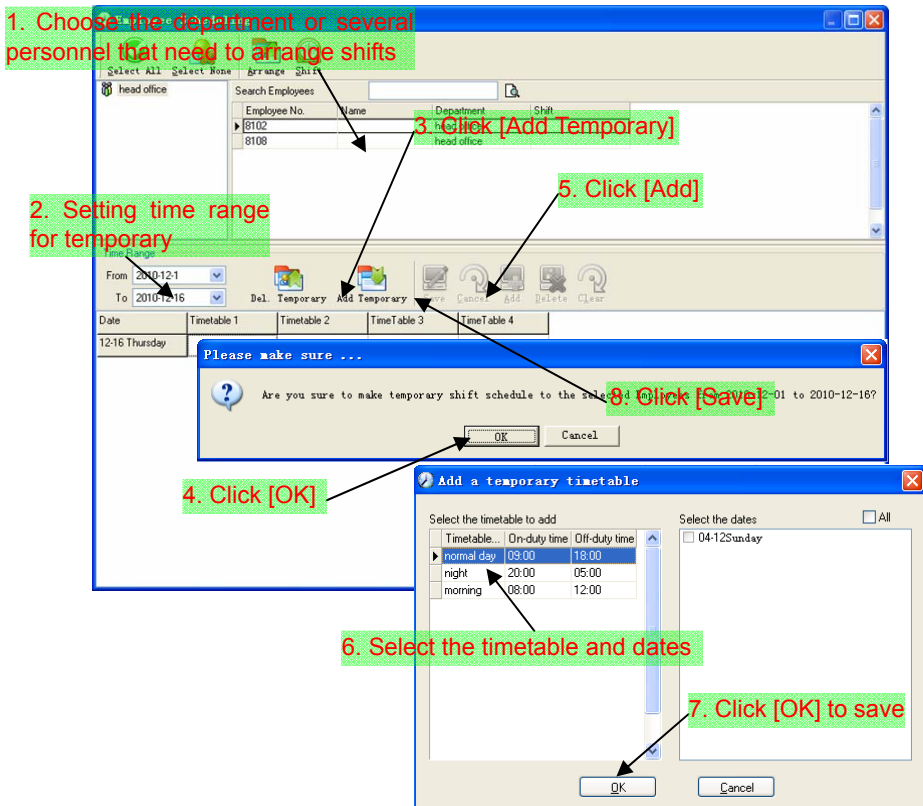 1. Choose the department or several
personnel that need to arrange shifts
Select All Select None Arrange Shift
head office
Search Employees
Employee No. Name Department Shift
8102 head office
8108 head office
3. Click [Add Temporary]
5. Click [Add]
2. Setting time range
for temporary
Time Range
From 2010-12-1
To 2010-12-16
Del. Temporary Add Temporary Save Cancel Add Delete Clear
Date Timetable 1 Timetable 2 TimeTable 3 TimeTable 4
12-16 Thursday
Please make sure ...
Are you sure to make temporary shift schedule to the selected Employees from 2010-12-01 to 2010-12-16?
8. Click [Save]
OK Cancel
4. Click [OK]
Add a temporary timetable
Select the timetable to add
Select the dates
All
Timetable... On-duty time Off-duty time
normal day 09:00 18:00
night 20:00 05:00
morning 08:00 12:00
04-12Sunday
6. Select the timetable and dates
7. Click [OK] to save
OK Cancel